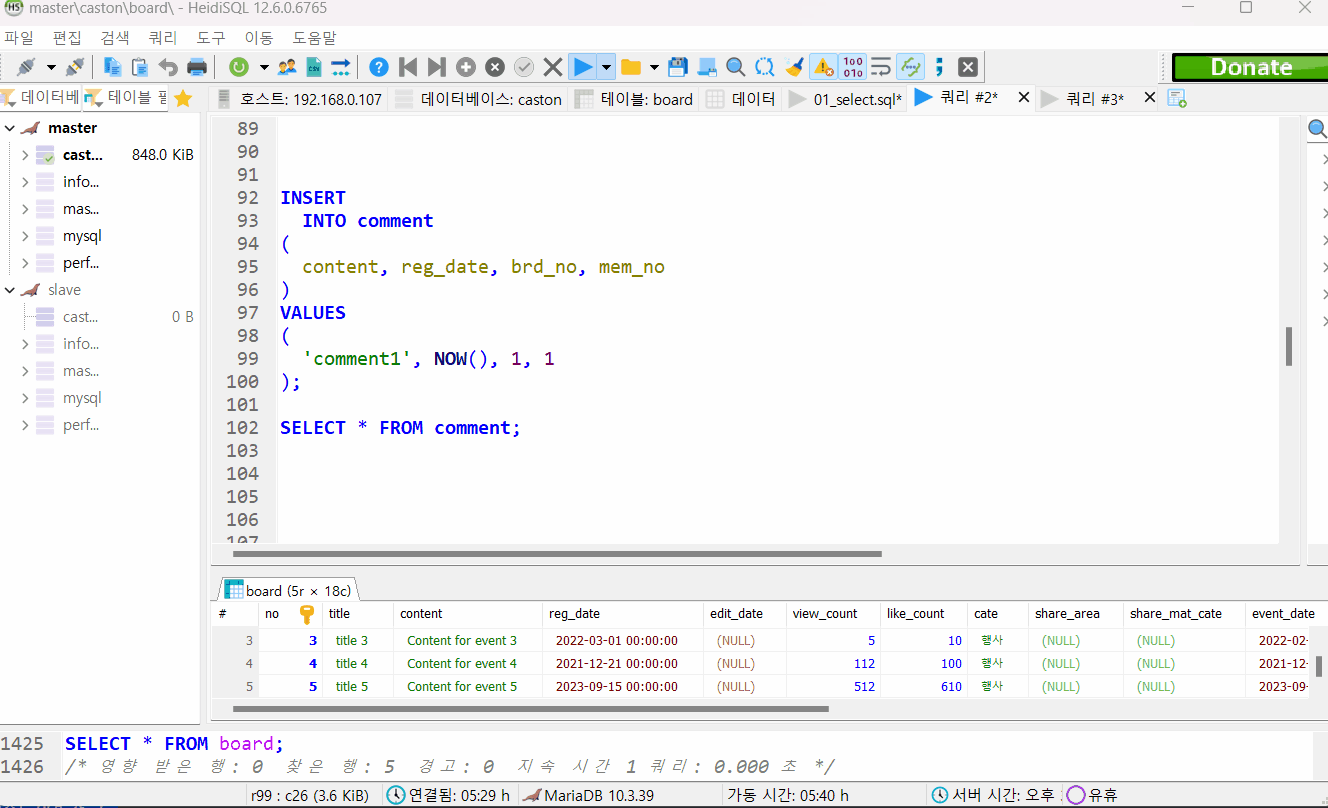 master\caston\board\ - HeidiSQL 12.6.0.6765
파일 편집 검색 쿼리 도구 이동 도움말
Donate
데이터베 테이블 필 호스트: 192.168.0.107 데이터베이스: caston 테이블: board 데이터 01_select.sql* 쿼리 #2* 쿼리 #3*
master
cast... 848.0 KiB
info...
mas...
mysql
perf...
slave
cast... 0 B
info...
mas...
mysql
perf...
89
90
91
92 INSERT
93 INTO comment
94 (
95 content, reg_date, brd_no, mem_no
96 )
97 VALUES
98 (
99 'comment1', NOW(), 1, 1
100 );
101
102 SELECT * FROM comment;
103
104
105
106
107
board (5r × 18c)
# no title content reg_date edit_date view_count like_count cate share_area share_mat_cate event_date
3 3 title 3 Content for event 3 2022-03-01 00:00:00 (NULL) 5 10 행사 (NULL) (NULL) 2022-02-
4 4 title 4 Content for event 4 2021-12-21 00:00:00 (NULL) 112 100 행사 (NULL) (NULL) 2021-12-
5 5 title 5 Content for event 5 2023-09-15 00:00:00 (NULL) 512 610 행사 (NULL) (NULL) 2023-09-
1425 SELECT * FROM board;
1426 /* 영향 받은 행: 0 찾은 행: 5 경고: 0 지속 시간 1 쿼리: 0.000 초 */
r99 : c26 (3.6 KiB) 연결됨: 05:29 h MariaDB 10.3.39 가동 시간: 05:40 h 서버 시간: 오후 유휴